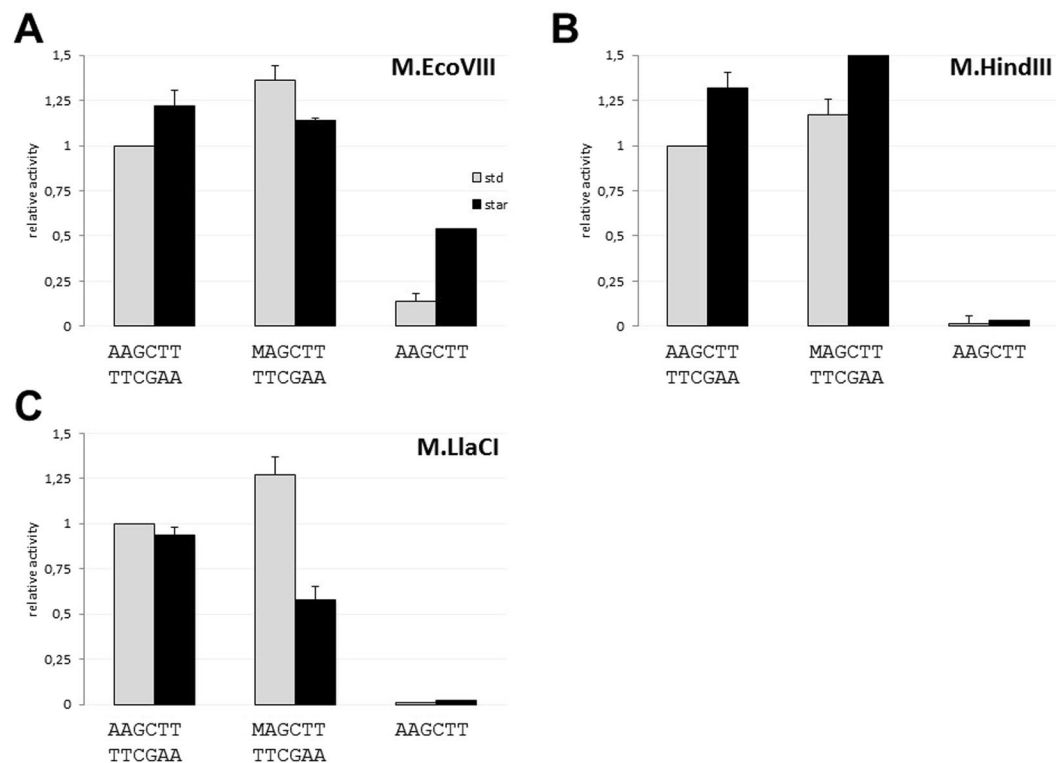 A
M.EcoVIII
relative activity
1,5
1,25
1
0,75
0,5
0,25
0
std
star
AAGCTT MAGCTT AAGCTT
TTCGAA TTCGAA
B
M.HindIII
relative activity
1,5
1,25
1
0,75
0,5
0,25
0
AAGCTT MAGCTT AAGCTT
TTCGAA TTCGAA
C
M.LlaCI
relative activity
1,5
1,25
1
0,75
0,5
0,25
0
AAGCTT MAGCTT AAGCTT
TTCGAA TTCGAA